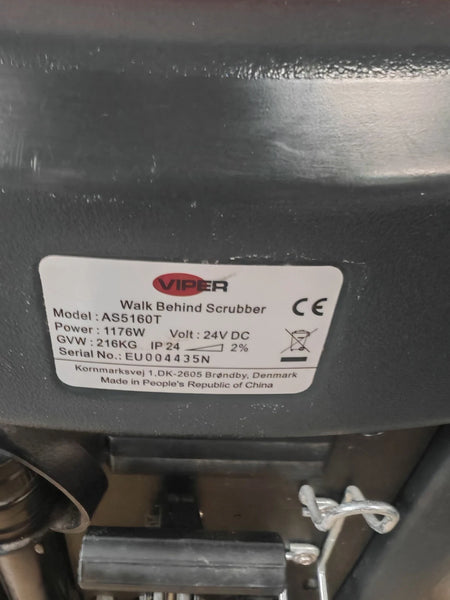 VIPER
Walk Behind Scrubber
CE
Model : AS5160T
Power : 1176W Volt : 24V DC
GVW : 216KG IP 24 2%
Serial No.: EU004435N
Kornmarksvej 1,DK-2605 Brøndby, Denmark
Made in People's Republic of China